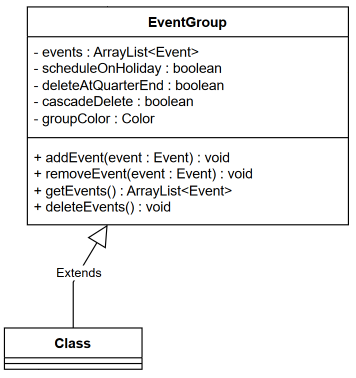 EventGroup
- events : ArrayList<Event>
- scheduleOnHoliday : boolean
- deleteAtQuarterEnd : boolean
- cascadeDelete : boolean
- groupColor : Color
+ addEvent(event : Event) : void
+ removeEvent(event : Event) : void
+ getEvents() : ArrayList<Event>
+ deleteEvents() : void
Extends
Class